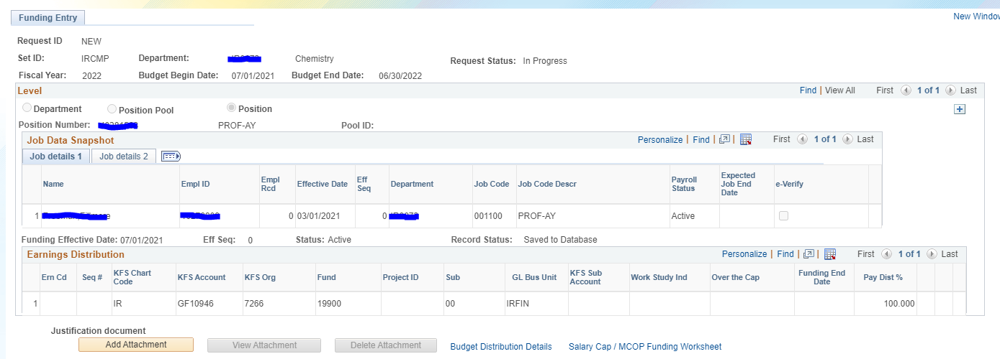 Funding Entry
New Window
Request ID NEW
Set ID: IRCMP Department: Chemistry Request Status: In Progress
Fiscal Year: 2022 Budget Begin Date: 07/01/2021 Budget End Date: 06/30/2022
Level Find | View All First 1 of 1 Last
Department Position Pool Position
Position Number: PROF-AY Pool ID:
Job Data Snapshot Personalize | Find | | First 1 of 1 Last
Job details 1 Job details 2
Name Empl ID Empl Rcd Effective Date Eff Seq Department Job Code Job Code Descr Payroll Status Expected Job End Date e-Verify
1 0 03/01/2021 0 001100 PROF-AY Active
Funding Effective Date: 07/01/2021 Eff Seq: 0 Status: Active Record Status: Saved to Database
Earnings Distribution Personalize | Find | | First 1 of 1 Last
Ern Cd Seq # KFS Chart Code KFS Account KFS Org Fund Project ID Sub GL Bus Unit KFS Sub Account Work Study Ind Over the Cap Funding End Date Pay Dist %
1 IR GF10946 7266 19900 00 IRFIN 100.000
Justification document
Add Attachment View Attachment Delete Attachment Budget Distribution Details Salary Cap / MCOP Funding Worksheet